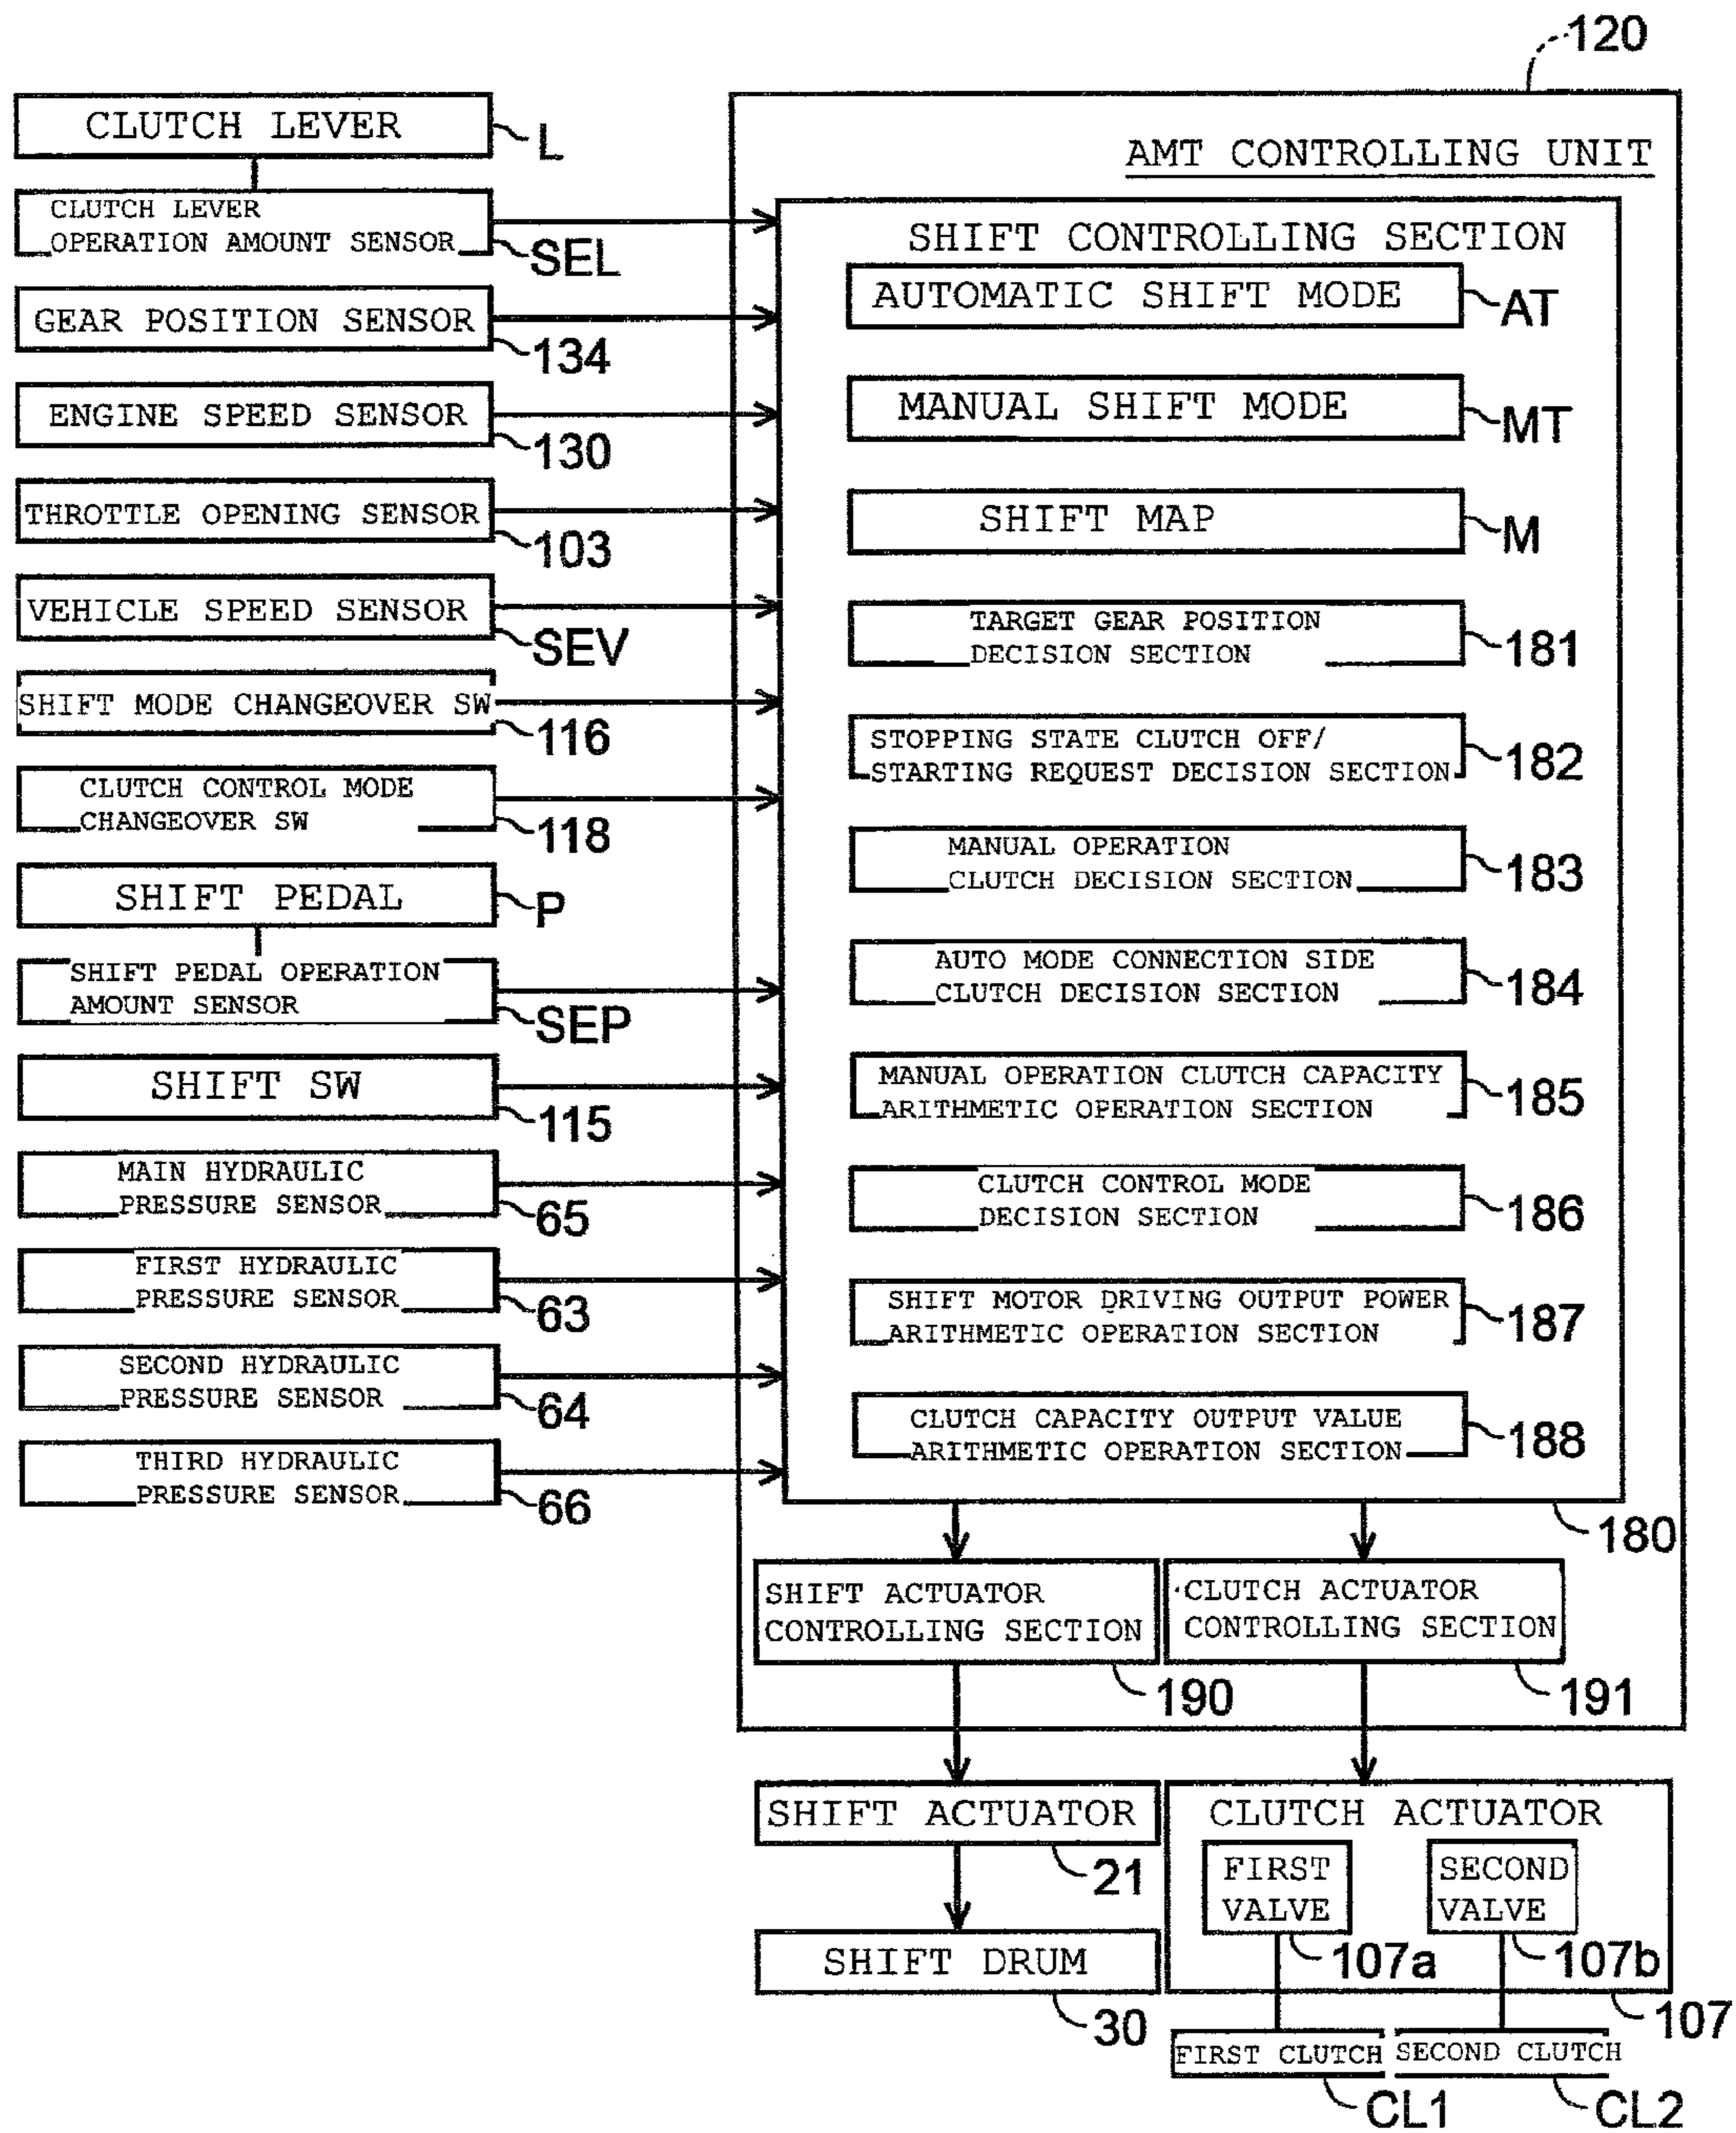 120
CLUTCH LEVER
L
CLUTCH LEVER
OPERATION AMOUNT SENSOR
SEL
GEAR POSITION SENSOR
134
ENGINE SPEED SENSOR
130
THROTTLE OPENING SENSOR
103
VEHICLE SPEED SENSOR
SEV
SHIFT MODE CHANGEOVER SW
116
CLUTCH CONTROL MODE
CHANGEOVER SW
118
SHIFT PEDAL
P
SHIFT PEDAL OPERATION
AMOUNT SENSOR
SEP
SHIFT SW
115
MAIN HYDRAULIC
PRESSURE SENSOR
65
FIRST HYDRAULIC
PRESSURE SENSOR
63
SECOND HYDRAULIC
PRESSURE SENSOR
64
THIRD HYDRAULIC
PRESSURE SENSOR
66
AMT CONTROLLING UNIT
SHIFT CONTROLLING SECTION
AUTOMATIC SHIFT MODE
AT
MANUAL SHIFT MODE
MT
SHIFT MAP
M
TARGET GEAR POSITION
DECISION SECTION
181
STOPPING STATE CLUTCH OFF/
STARTING REQUEST DECISION SECTION
182
MANUAL OPERATION
CLUTCH DECISION SECTION
183
AUTO MODE CONNECTION SIDE
CLUTCH DECISION SECTION
184
MANUAL OPERATION CLUTCH CAPACITY
ARITHMETIC OPERATION SECTION
185
CLUTCH CONTROL MODE
DECISION SECTION
186
SHIFT MOTOR DRIVING OUTPUT POWER
ARITHMETIC OPERATION SECTION
187
CLUTCH CAPACITY OUTPUT VALUE
ARITHMETIC OPERATION SECTION
188
180
SHIFT ACTUATOR
CONTROLLING SECTION
190
CLUTCH ACTUATOR
CONTROLLING SECTION
191
SHIFT ACTUATOR
21
SHIFT DRUM
30
CLUTCH ACTUATOR
FIRST
VALVE
107a
SECOND
VALVE
107b
107
FIRST CLUTCH
CL1
SECOND CLUTCH
CL2